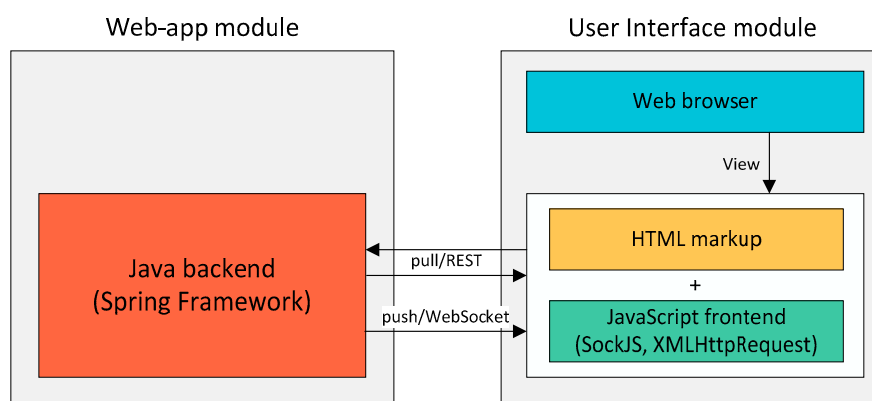 Web-app module
User Interface module
Web browser
View
Java backend
(Spring Framework)
pull/REST
push/WebSocket
HTML markup
+
JavaScript frontend
(SockJS, XMLHttpRequest)